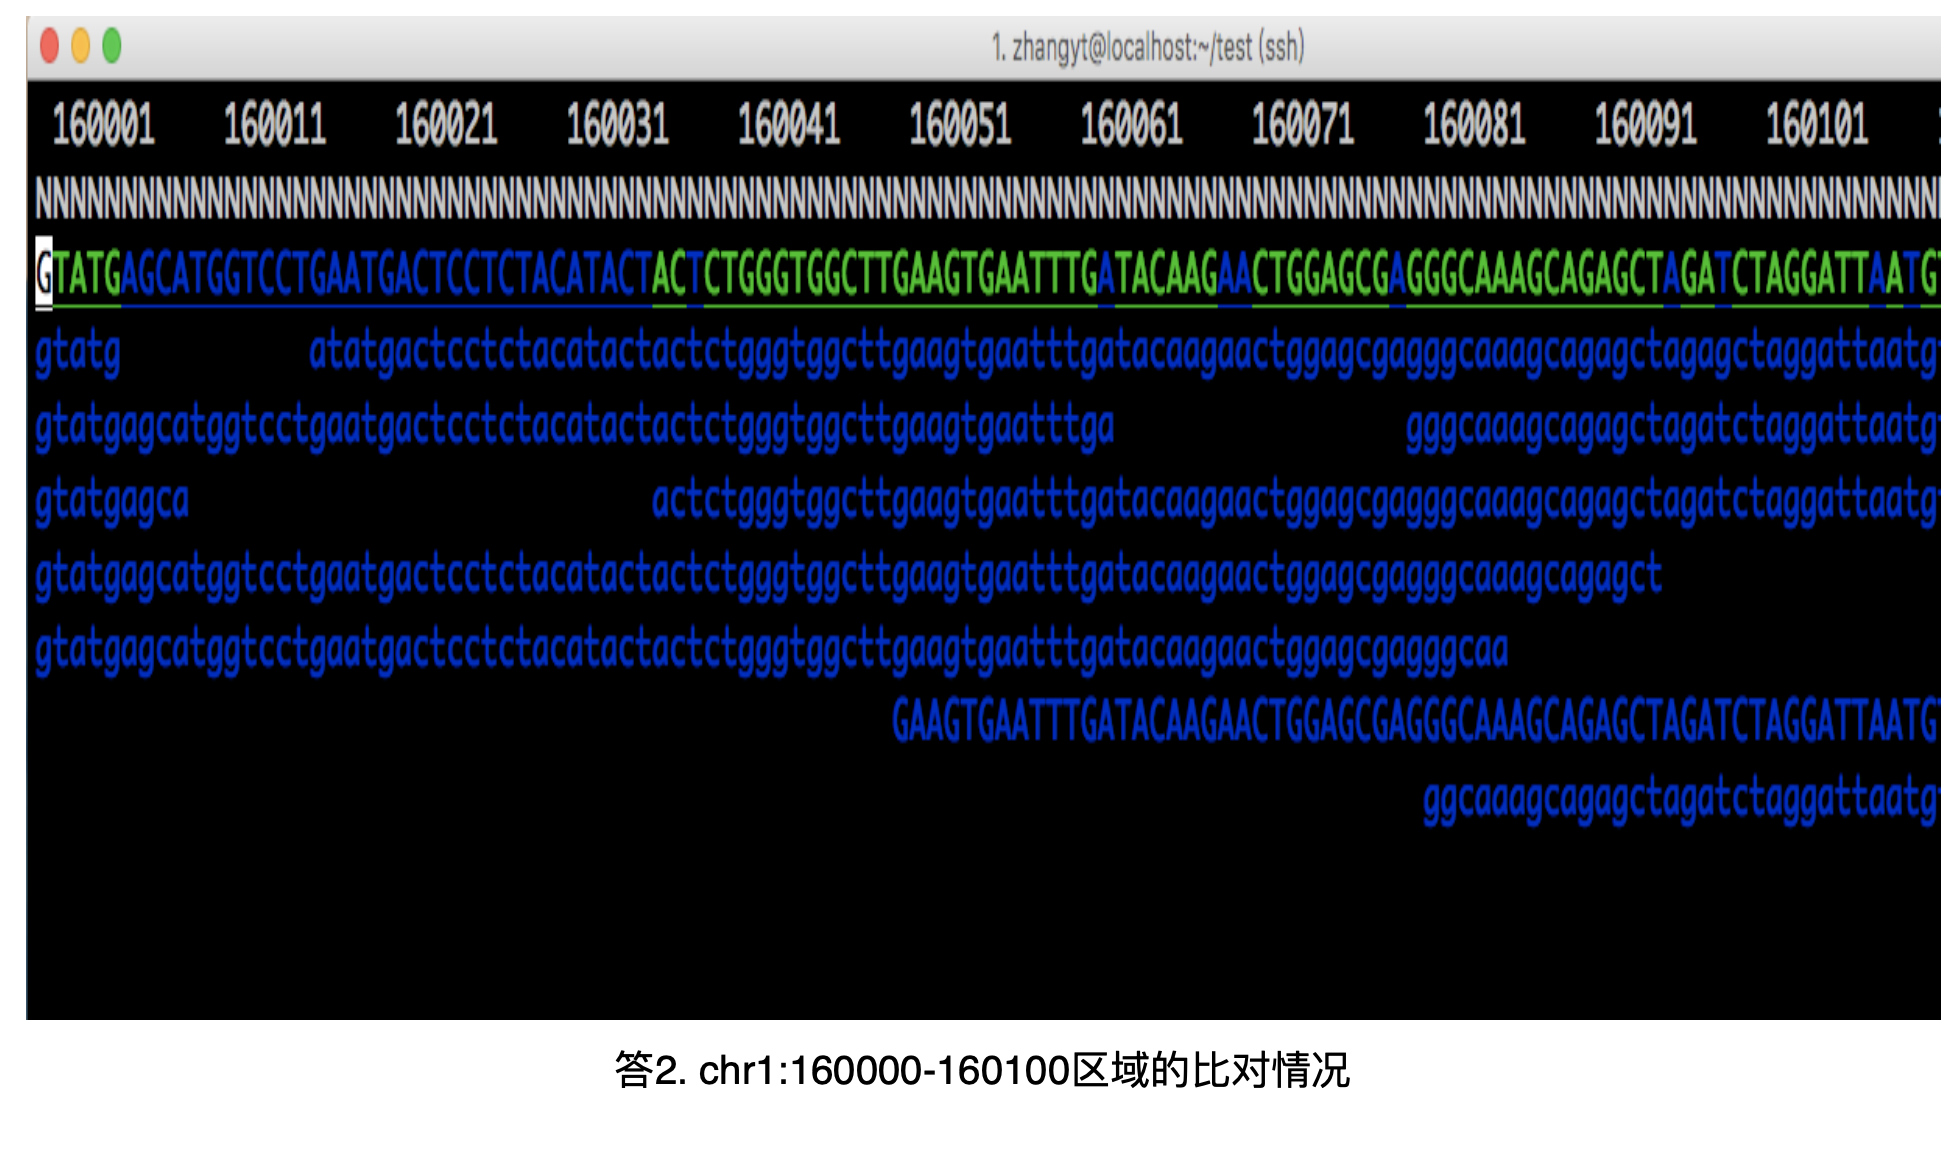 1. zhangyt@localhost:~/test (ssh)
160001 160011 160021 160031 160041 160051 160061 160071 160081 160091 160101
NNNNNNNNNNNNNNNNNNNNNNNNNNNNNNNNNNNNNNNNNNNNNNNNNNNNNNNNNNNNNNNNNNNNNNNNNNNNNNNNNNNNNNNNNNNNNNNNNNNNNNNNNNNNNNN
GTATGAGCATGGTCCTGAATGACTCCTCTACATACTACTCTGGGTGGCTTGAAGTGAATTTGATACAAGAACTGGAGCGAGGGCAAAGCAGAGCTAGATCTAGGATTAATG
gtatg atatgactcctctacatactactctgggtggcttgaagtgaatttgatacaagaactggagcgagggcaaagcagagctagagctaggattaatg
gtatgagcatggtcctgaatgactcctctacatactactctgggtggcttgaagtgaatttga gggcaaagcagagctagatctaggattaatg
gtatgagca actctgggtggcttgaagtgaatttgatacaagaactggagcgagggcaaagcagagctagatctaggattaatg
gtatgagcatggtcctgaatgactcctctacatactactctgggtggcttgaagtgaatttgatacaagaactggagcgagggcaaagcagagct
gtatgagcatggtcctgaatgactcctctacatactactctgggtggcttgaagtgaatttgatacaagaactggagcgagggcaa
GAAGTGAATTTGATACAAGAACTGGAGCGAGGGCAAAGCAGAGCTAGATCTAGGATTAATG
ggcaaagcagagctagatctaggattaatg
答2. chr1:160000-160100区域的比对情况